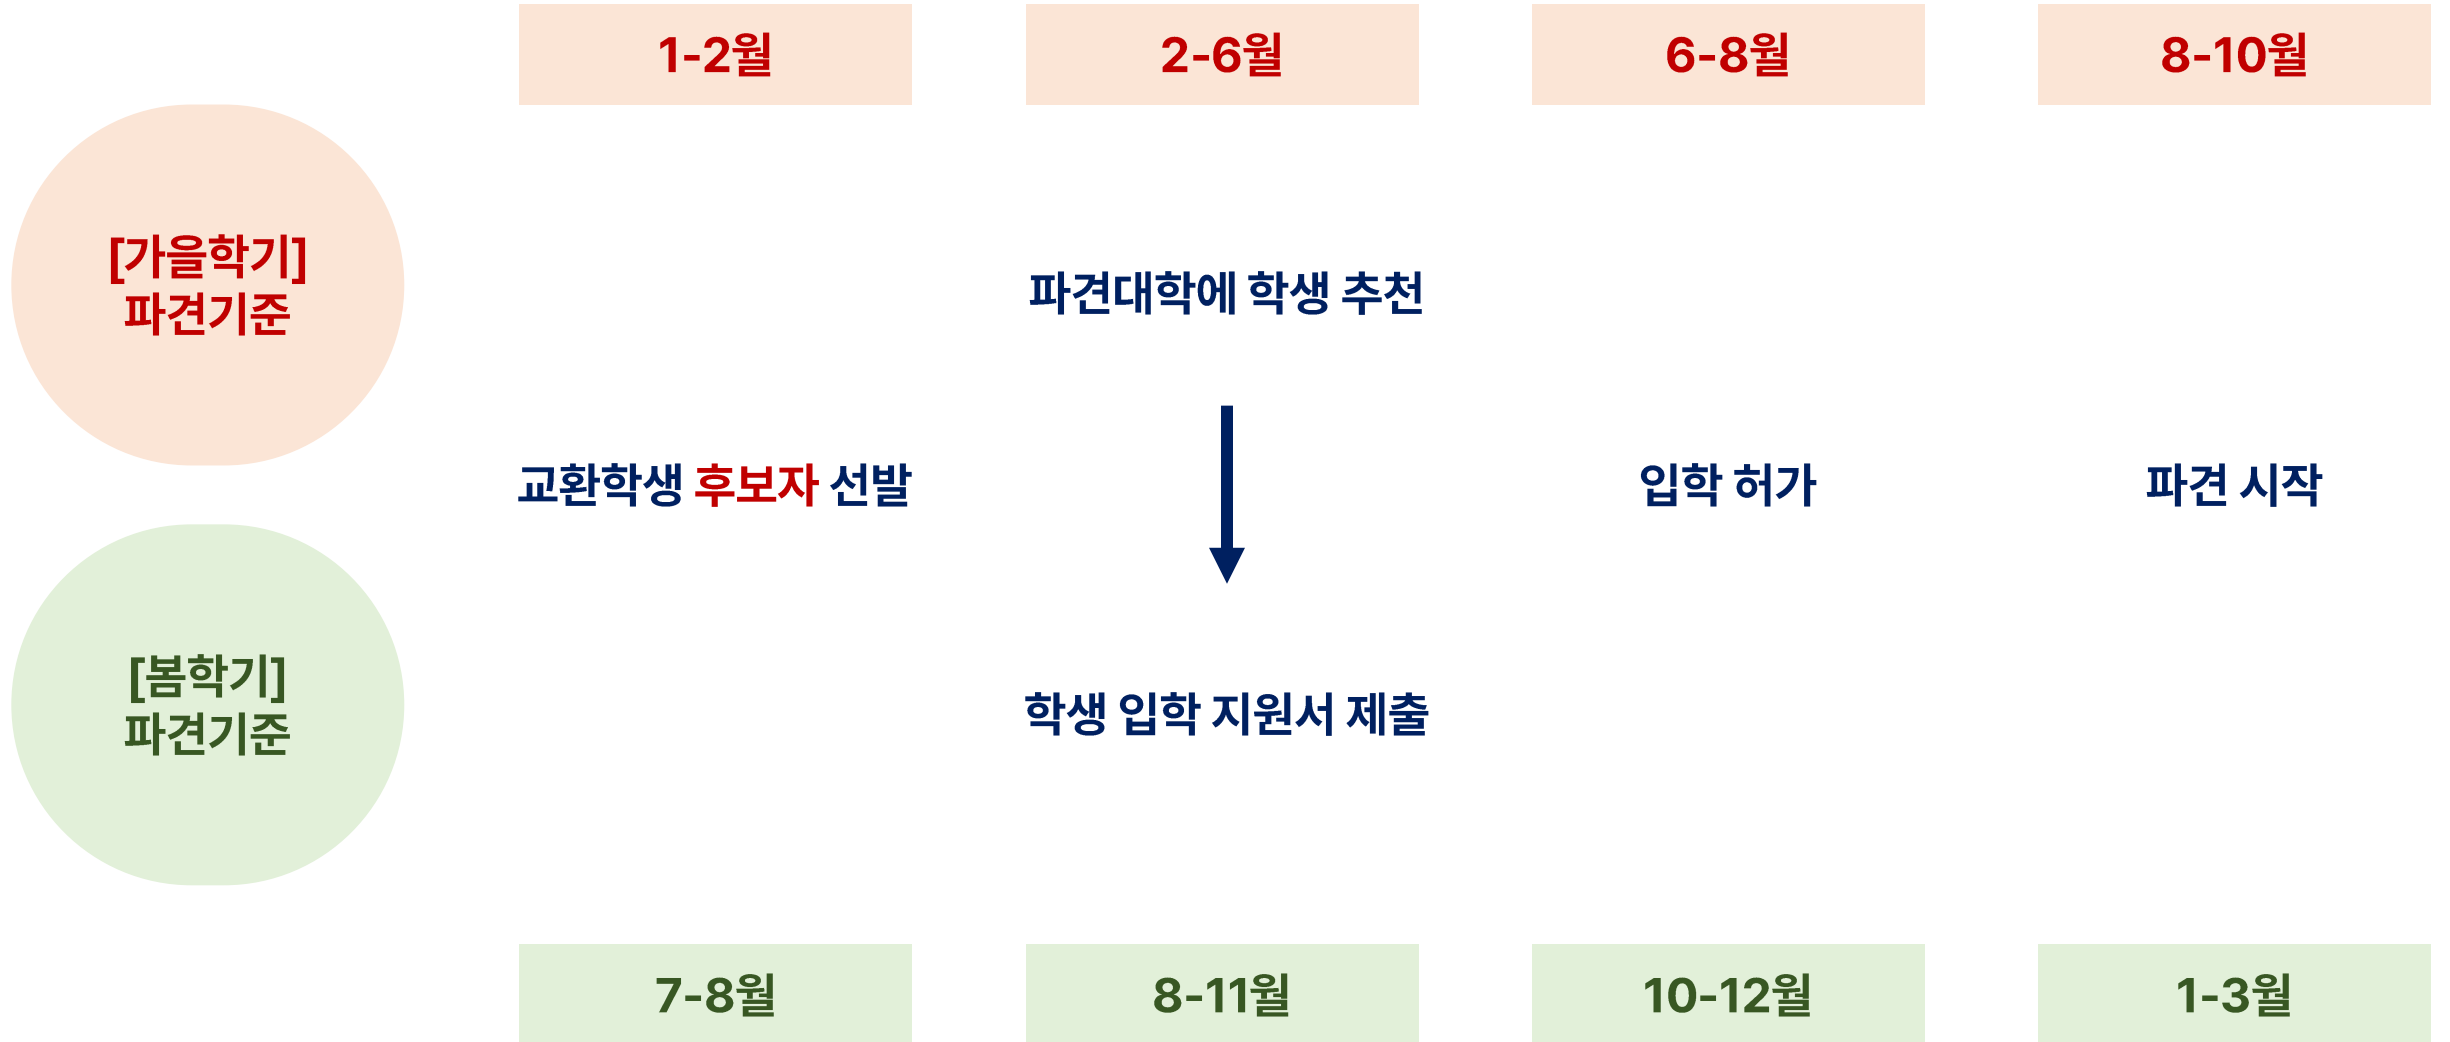 1-2월
2-6월
6-8월
8-10월
[가을학기]
파견기준
파견대학에 학생 추천
교환학생 후보자 선발
입학 허가
파견 시작
[봄학기]
파견기준
학생 입학 지원서 제출
7-8월
8-11월
10-12월
1-3월